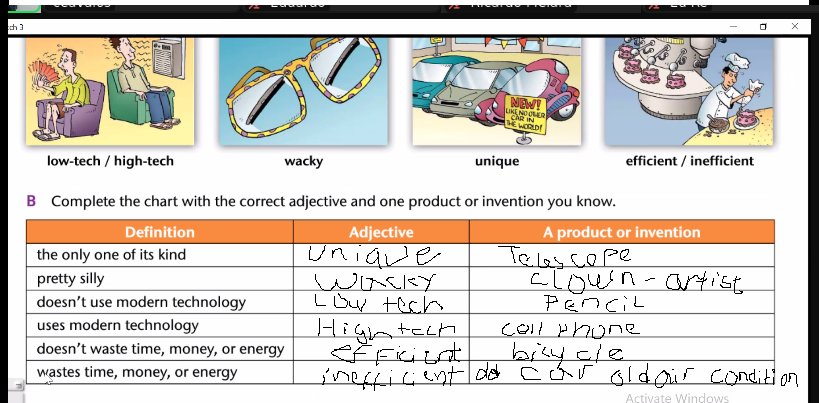 ch 3
low-tech / high-tech
wacky
NEW!
LIKE NO OTHER
CAR IN
THE WORLD!
unique
efficient / inefficient
B Complete the chart with the correct adjective and one product or invention you know.
Definition Adjective A product or invention
the only one of its kind Unique Telescope
pretty silly Wacky clown-artist
doesn't use modern technology Low tech Pencil
uses modern technology High tech cell phone
doesn't waste time, money, or energy efficient bicycle
wastes time, money, or energy inefficient car old air condition
Activate Windows